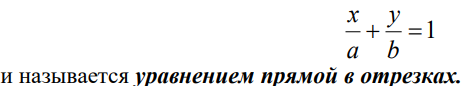 x/a + y/b = 1
и называется уравнением прямой в отрезках.